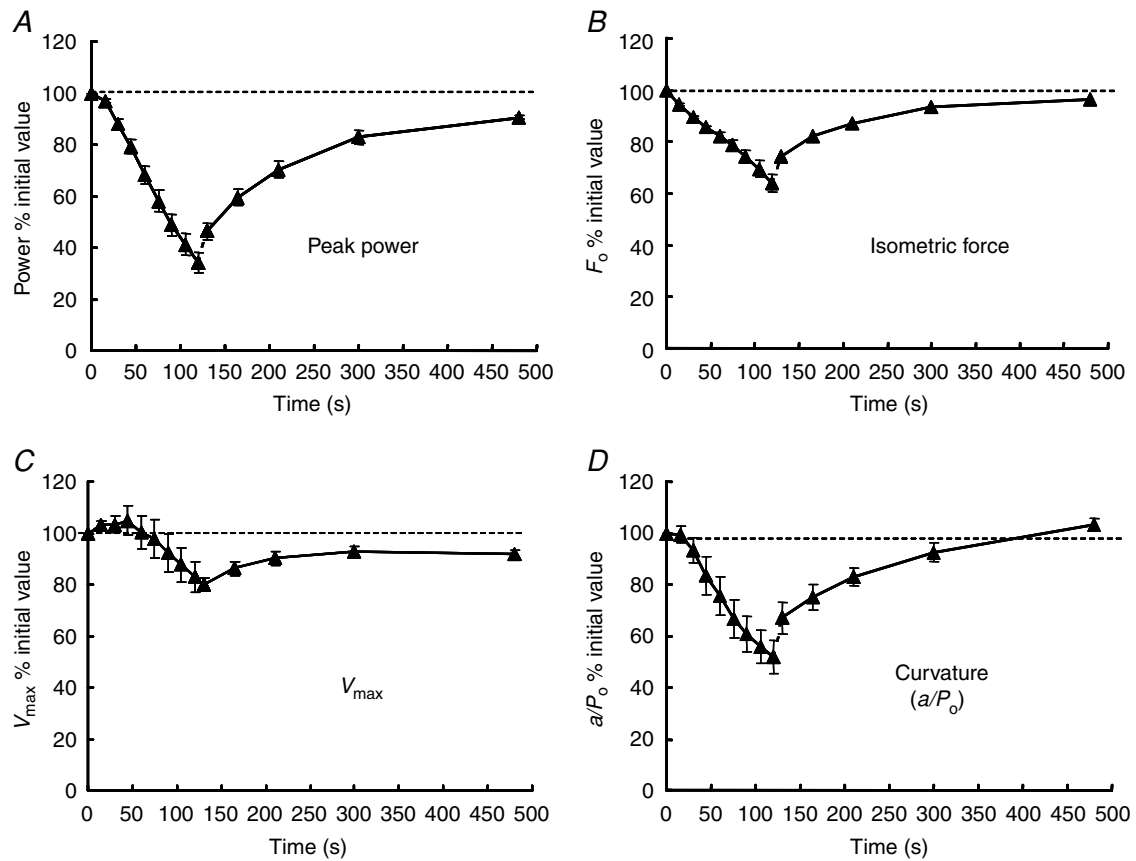 A
Power % initial value
120
100
80
60
40
20
0
Peak power
0 50 100 150 200 250 300 350 400 450 500
Time (s)
B
Fo % initial value
120
100
80
60
40
20
0
Isometric force
0 50 100 150 200 250 300 350 400 450 500
Time (s)
C
Vmax % initial value
120
100
80
60
40
20
0
Vmax
0 50 100 150 200 250 300 350 400 450 500
Time (s)
D
a/Po % initial value
120
100
80
60
40
20
0
Curvature
(a/Po)
0 50 100 150 200 250 300 350 400 450 500
Time (s)